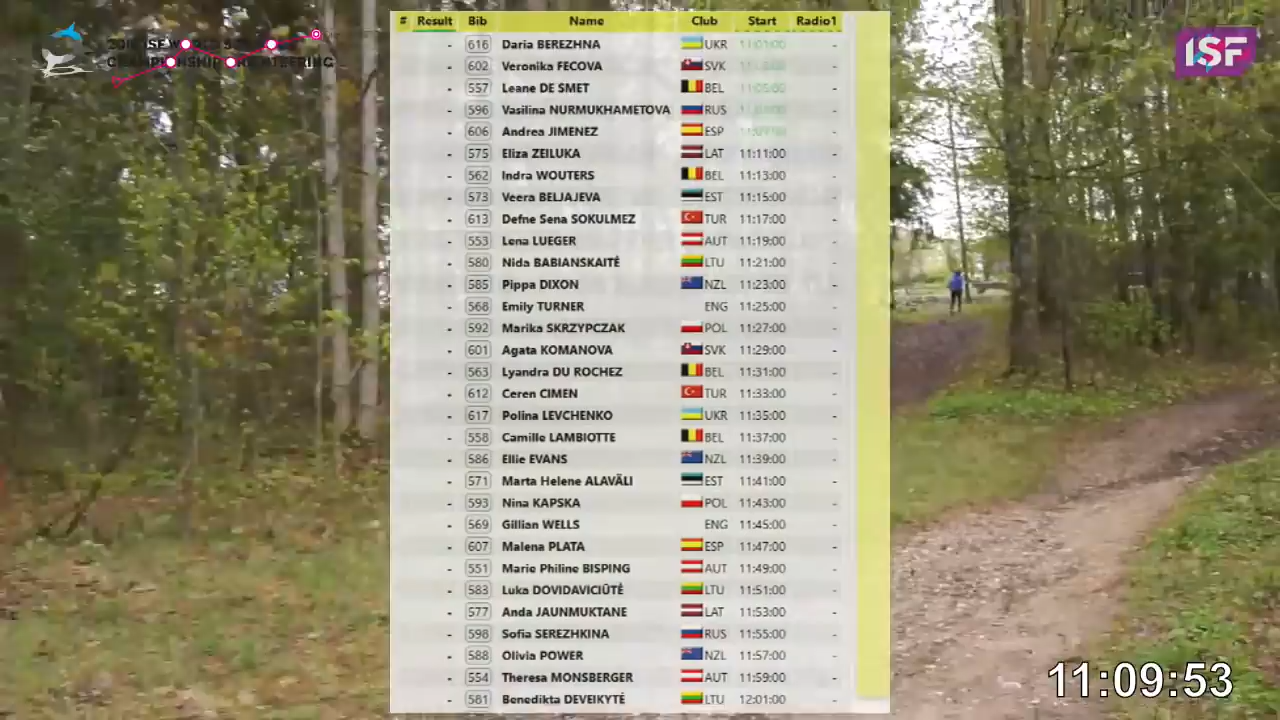 # Result Bib Name Club Start Radio1
- 616 Daria BEREZHNA UKR 11:01:00 -
- 602 Veronika FECOVA SVK -
- 557 Leane DE SMET BEL 11:05:00 -
- 596 Vasilina NURMUKHAMETOVA RUS -
- 606 Andrea JIMENEZ ESP -
- 575 Eliza ZEILUKA LAT 11:11:00 -
- 562 Indra WOUTERS BEL 11:13:00 -
- 573 Veera BELJAJEVA EST 11:15:00 -
- 613 Defne Sena SOKULMEZ TUR 11:17:00 -
- 553 Lena LUEGER AUT 11:19:00 -
- 580 Nida BABIANSKAITĖ LTU 11:21:00 -
- 585 Pippa DIXON NZL 11:23:00 -
- 568 Emily TURNER ENG 11:25:00 -
- 592 Marika SKRZYPCZAK POL 11:27:00 -
- 601 Agata KOMANOVA SVK 11:29:00 -
- 563 Lyandra DU ROCHEZ BEL 11:31:00 -
- 612 Ceren CIMEN TUR 11:33:00 -
- 617 Polina LEVCHENKO UKR 11:35:00 -
- 558 Camille LAMBIOTTE BEL 11:37:00 -
- 586 Ellie EVANS NZL 11:39:00 -
- 571 Marta Helene ALAVÄLI EST 11:41:00 -
- 593 Nina KAPSKA POL 11:43:00 -
- 569 Gillian WELLS ENG 11:45:00 -
- 607 Malena PLATA ESP 11:47:00 -
- 551 Marie Philine BISPING AUT 11:49:00 -
- 583 Luka DOVIDAVICIŪTĖ LTU 11:51:00 -
- 577 Anda JAUNMUKTANE LAT 11:53:00 -
- 598 Sofia SEREZHKINA RUS 11:55:00 -
- 588 Olivia POWER NZL 11:57:00 -
- 554 Theresa MONSBERGER AUT 11:59:00 -
- 581 Benedikta DEVEIKYTĖ LTU 12:01:00 -
ISF
11:09:53